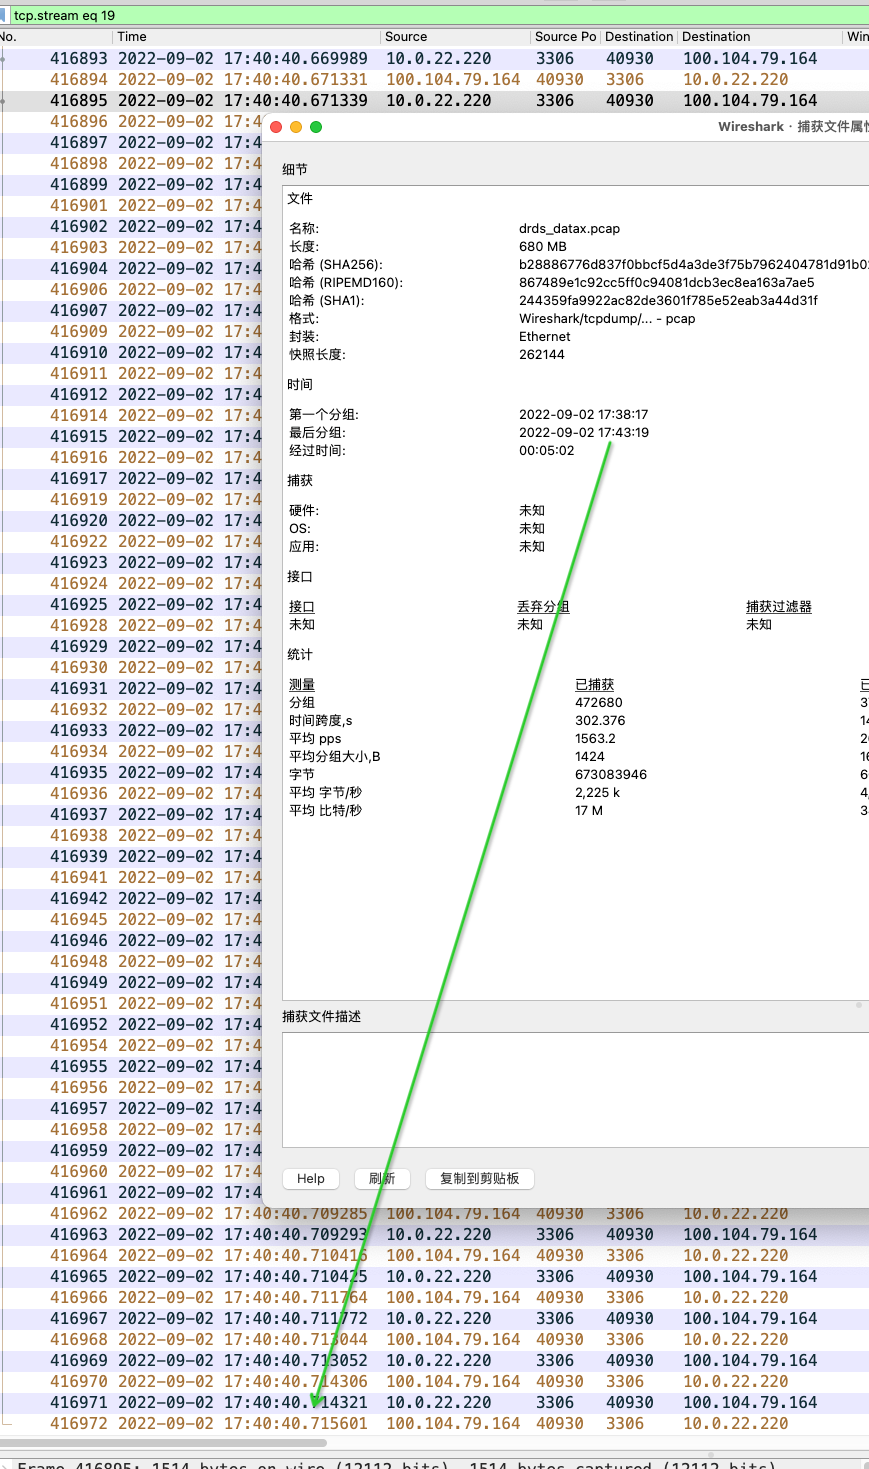 tcp.stream eq 19
No. Time Source Source Po Destination Destination Win
416893 2022-09-02 17:40:40.669989 10.0.22.220 3306 40930 100.104.79.164
416894 2022-09-02 17:40:40.671331 100.104.79.164 40930 3306 10.0.22.220
416895 2022-09-02 17:40:40.671339 10.0.22.220 3306 40930 100.104.79.164
416896 2022-09-02 17:4
Wireshark · 捕获文件属
416897 2022-09-02 17:4
416898 2022-09-02 17:4
细节
416899 2022-09-02 17:4
文件
416901 2022-09-02 17:4
416902 2022-09-02 17:4
名称: drds_datax.pcap
416903 2022-09-02 17:4
长度: 680 MB
416904 2022-09-02 17:4
哈希 (SHA256): b28886776d837f0bbcf5d4a3de3f75b7962404781d91b0
416906 2022-09-02 17:4
哈希 (RIPEMD160): 867489e1c92cc5ff0c94081dcb3ec8ea163a7ae5
哈希 (SHA1): 244359fa9922ac82de3601f785e52eab3a44d31f
416907 2022-09-02 17:4
格式: Wireshark/tcpdump/... - pcap
416909 2022-09-02 17:4
封装: Ethernet
416910 2022-09-02 17:4
快照长度: 262144
416911 2022-09-02 17:4
时间
416912 2022-09-02 17:4
416914 2022-09-02 17:4
第一个分组: 2022-09-02 17:38:17
416915 2022-09-02 17:4
最后分组: 2022-09-02 17:43:19
416916 2022-09-02 17:4
经过时间: 00:05:02
416917 2022-09-02 17:4
捕获
416919 2022-09-02 17:4
硬件: 未知
416920 2022-09-02 17:4
OS: 未知
416922 2022-09-02 17:4
应用: 未知
416923 2022-09-02 17:4
接口
416924 2022-09-02 17:4
416925 2022-09-02 17:4
接口 丢弃分组 捕获过滤器
416928 2022-09-02 17:4
未知 未知 未知
416929 2022-09-02 17:4
统计
416930 2022-09-02 17:4
416931 2022-09-02 17:4
测量 已捕获
416932 2022-09-02 17:4
分组 472680
时间跨度,s 302.376
416933 2022-09-02 17:4
平均 pps 1563.2
416934 2022-09-02 17:4
平均分组大小,B 1424
416935 2022-09-02 17:4
字节 673083946
416936 2022-09-02 17:4
平均 字节/秒 2,225 k
416937 2022-09-02 17:4
平均 比特/秒 17 M
416938 2022-09-02 17:4
416939 2022-09-02 17:4
416941 2022-09-02 17:4
416942 2022-09-02 17:4
416945 2022-09-02 17:4
416946 2022-09-02 17:4
416948 2022-09-02 17:4
416949 2022-09-02 17:4
416951 2022-09-02 17:4
捕获文件描述
416952 2022-09-02 17:4
416954 2022-09-02 17:4
416955 2022-09-02 17:4
416956 2022-09-02 17:4
416957 2022-09-02 17:4
416958 2022-09-02 17:4
416959 2022-09-02 17:4
416960 2022-09-02 17:4
Help 刷新 复制到剪贴板
416961 2022-09-02 17:4
416962 2022-09-02 17:40:40.709285 100.104.79.164 40930 3306 10.0.22.220
416963 2022-09-02 17:40:40.709293 10.0.22.220 3306 40930 100.104.79.164
416964 2022-09-02 17:40:40.710416 100.104.79.164 40930 3306 10.0.22.220
416965 2022-09-02 17:40:40.710425 10.0.22.220 3306 40930 100.104.79.164
416966 2022-09-02 17:40:40.711764 100.104.79.164 40930 3306 10.0.22.220
416967 2022-09-02 17:40:40.711772 10.0.22.220 3306 40930 100.104.79.164
416968 2022-09-02 17:40:40.713044 100.104.79.164 40930 3306 10.0.22.220
416969 2022-09-02 17:40:40.713052 10.0.22.220 3306 40930 100.104.79.164
416970 2022-09-02 17:40:40.714306 100.104.79.164 40930 3306 10.0.22.220
416971 2022-09-02 17:40:40.714321 10.0.22.220 3306 40930 100.104.79.164
416972 2022-09-02 17:40:40.715601 100.104.79.164 40930 3306 10.0.22.220
Frame 416895: 1514 bytes on wire (12112 bits), 1514 bytes captured (12112 bits)